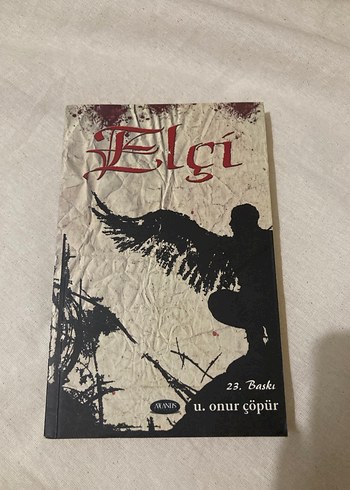 Elçi
23. Baskı
u. onur çöpür